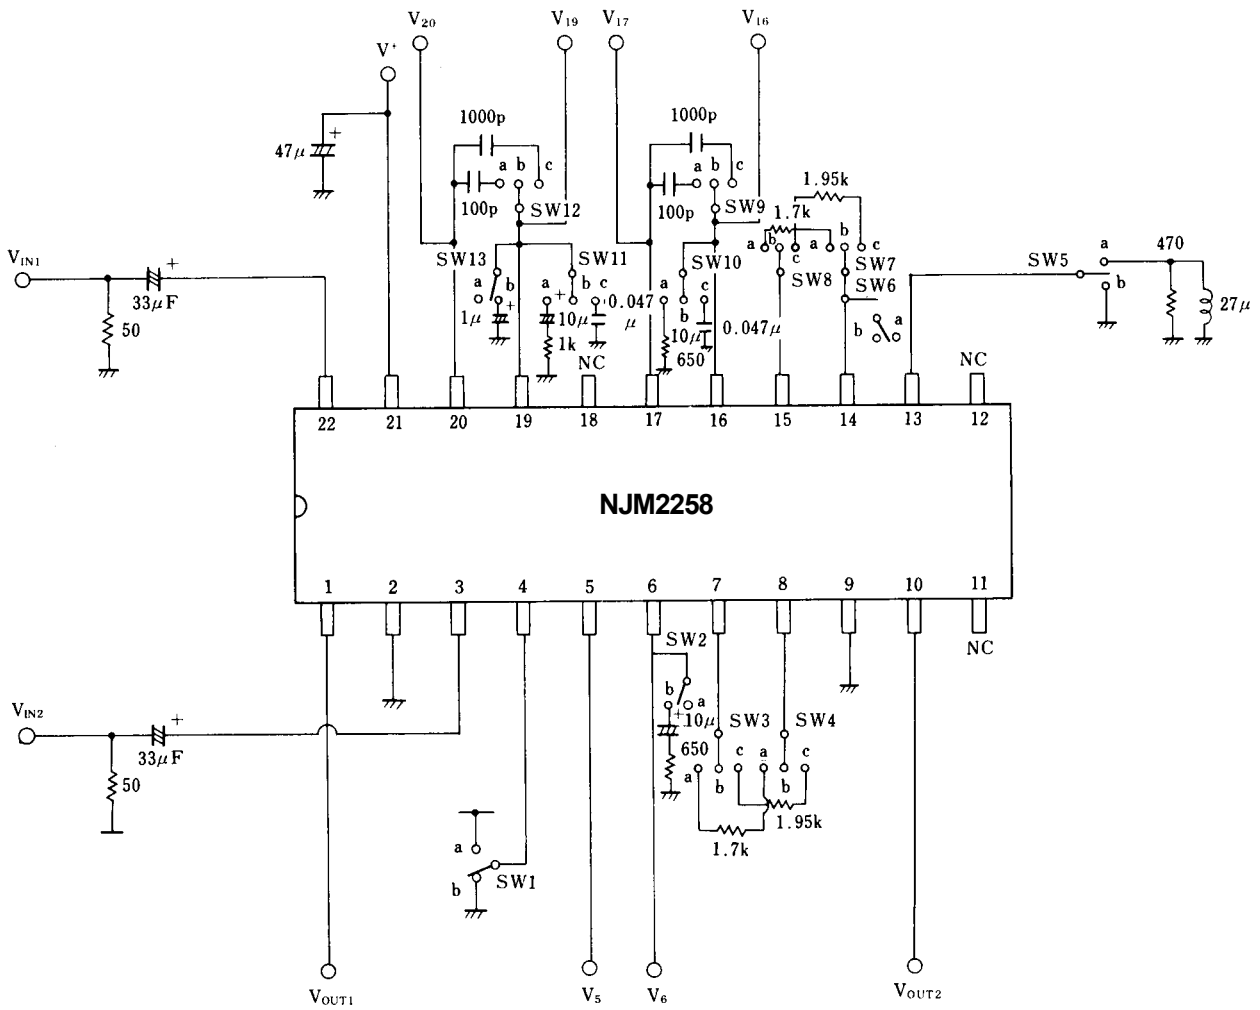 V20 V19 V17 V16
V+
1000p 1000p
47μ + a b c a b c
1.95k
100p SW12 100p SW9 1.7k
a b c a b c
VIN1 + SW13 SW11 SW10 SW7 SW5 a 470
33μF a b a b c a b c SW8 SW6 b
50 1μ + + 10μ 0.047μ 10μ 0.047μ b a 27μ
1k NC 650 NC
22 21 20 19 18 17 16 15 14 13 12
NJM2258
1 2 3 4 5 6 7 8 9 10 11
SW2 NC
b a
VIN2 + + 10μ SW3 SW4
33μF 650 c a c
50 a b b
1.95k
a 1.7k
b SW1
VOUT1 V5 V6 VOUT2